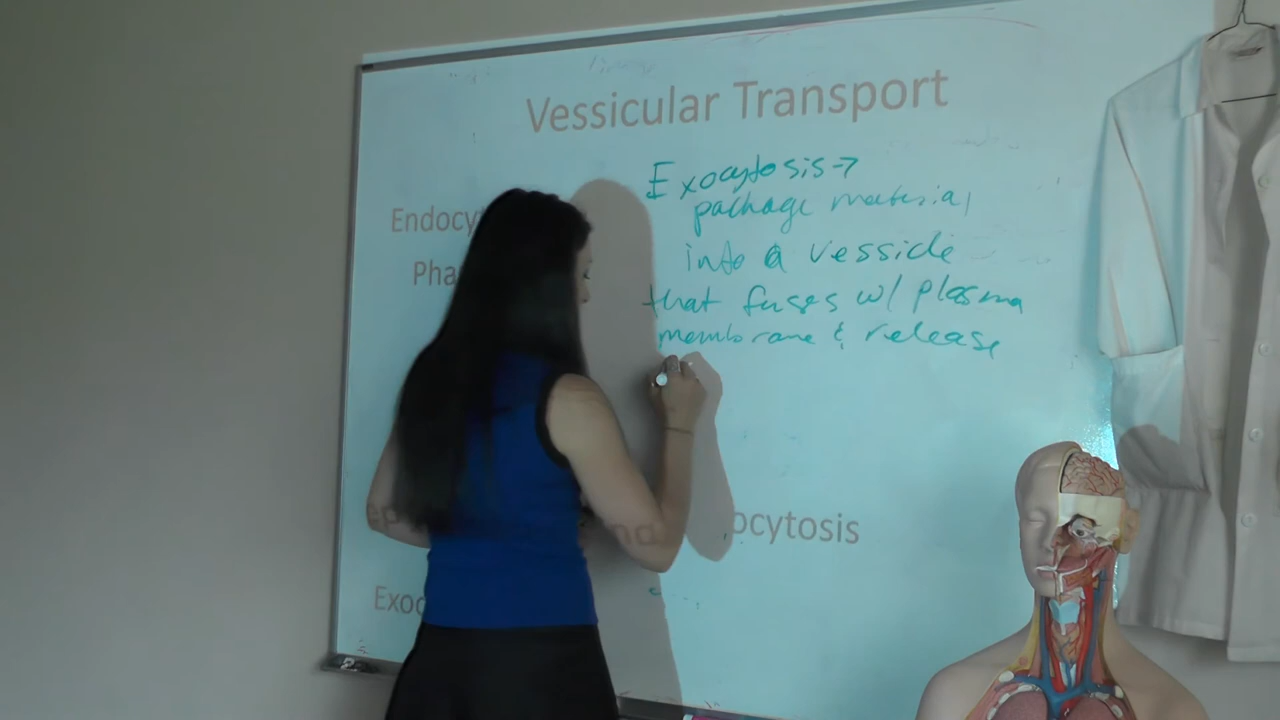 Vessicular Transport
Exocytosis→
package material
into a vessicle
that fuses w/ plasma
membrane & release
Endocy
Pha
ocytosis
Exoc